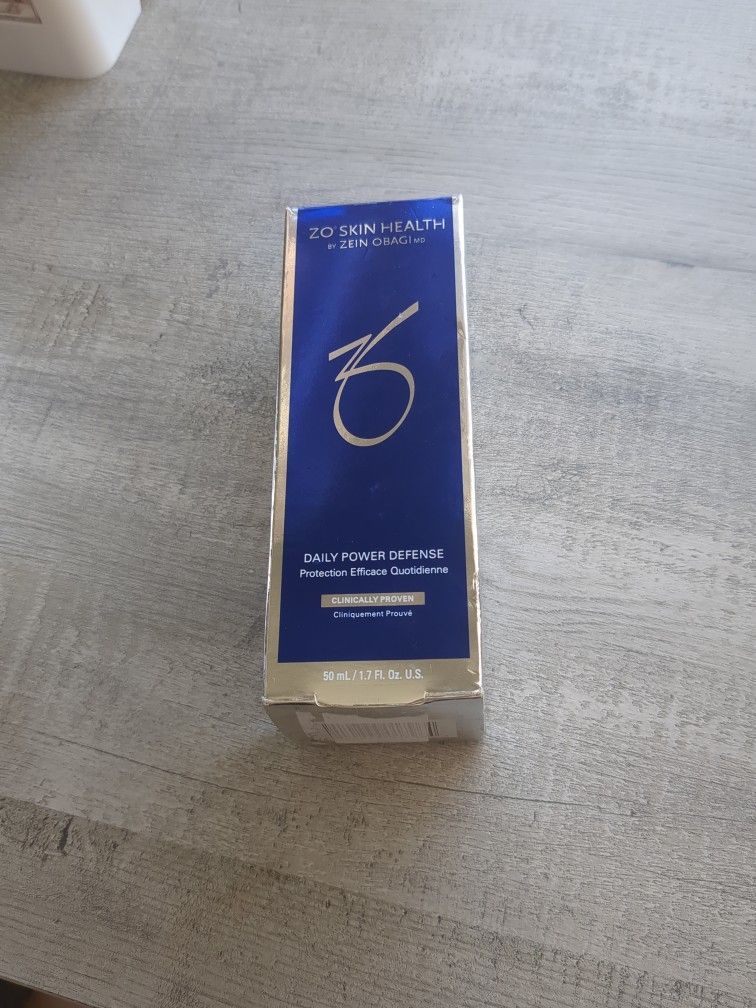 ZO® SKIN HEALTH
BY ZEIN OBAGI MD
DAILY POWER DEFENSE
Protection Efficace Quotidienne
CLINICALLY PROVEN
Cliniquement Prouvé
50 mL / 1.7 Fl. Oz. U.S.